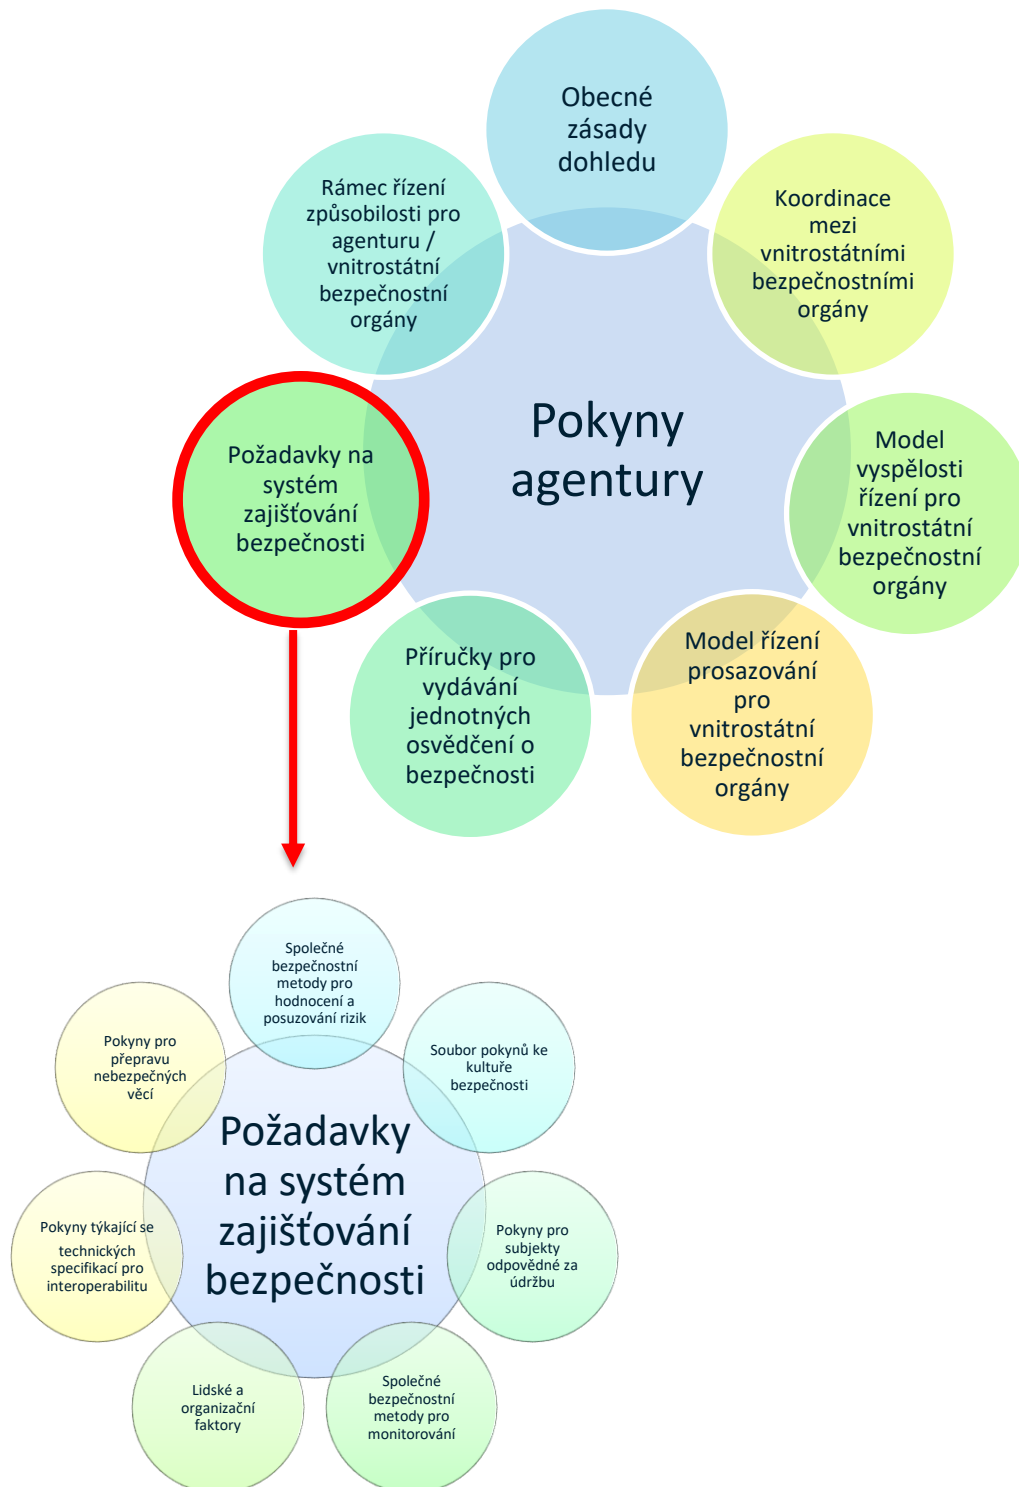 Obecné
zásady
dohledu
Koordinace
mezi
vnitrostátními
bezpečnostními
orgány
Model
vyspělosti
řízení pro
vnitrostátní
bezpečnostní
orgány
Model řízení
prosazování
pro
vnitrostátní
bezpečnostní
orgány
Příručky pro
vydávání
jednotných
osvědčení o
bezpečnosti
Požadavky na
systém
zajišťování
bezpečnosti
Rámec řízení
způsobilosti pro
agenturu /
vnitrostátní
bezpečnostní
orgány
Pokyny
agentury
Společné
bezpečnostní
metody pro
hodnocení a
posuzování rizik
Soubor pokynů ke
kultuře
bezpečnosti
Pokyny pro
subjekty
odpovědné za
údržbu
Společné
bezpečnostní
metody pro
monitorování
Lidské a
organizační
faktory
Pokyny týkající se
technických
specifikací pro
interoperabilitu
Pokyny pro
přepravu
nebezpečných
věcí
Požadavky
na systém
zajišťování
bezpečnosti